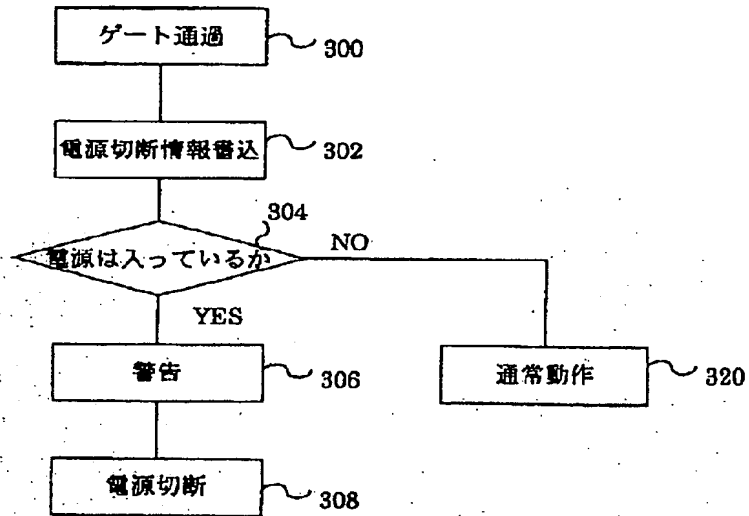 ゲート通過
300
電源切断情報書込
302
304
電源は入っているか
NO
YES
警告
306
通常動作
320
電源切断
308